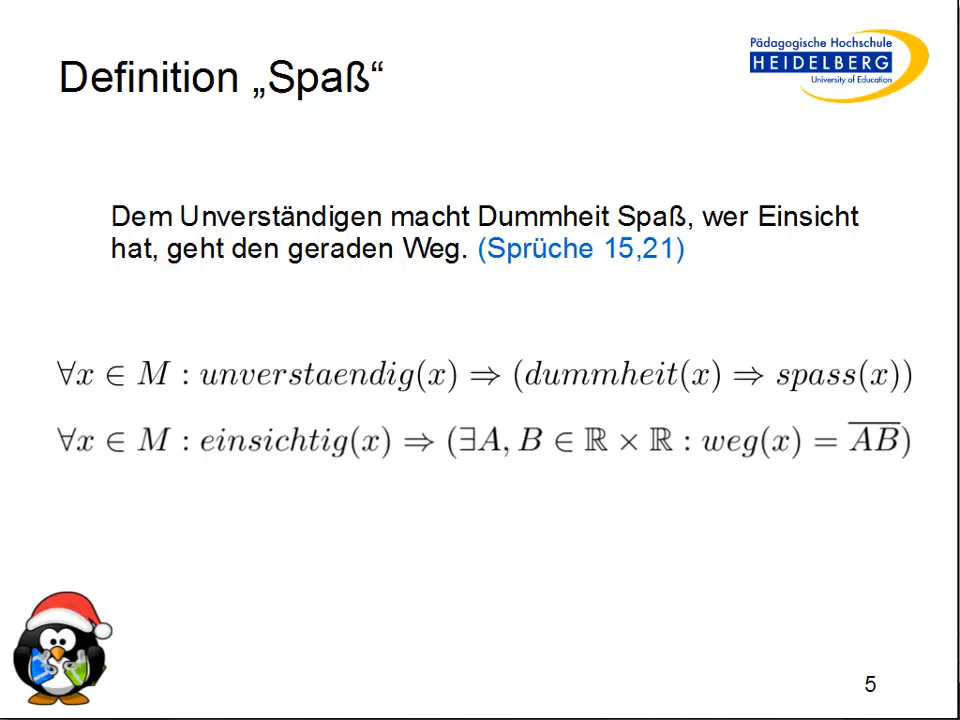 Pädagogische Hochschule
HEIDELBERG
University of Education
Definition „Spaß“
Dem Unverständigen macht Dummheit Spaß, wer Einsicht
hat, geht den geraden Weg. (Sprüche 15,21)
∀x ∈ M : unverstaendig(x) ⇒ (dummheit(x) ⇒ spass(x))
∀x ∈ M : einsichtig(x) ⇒ (∃A, B ∈ ℝ × ℝ : weg(x) = A̅B̅)
5